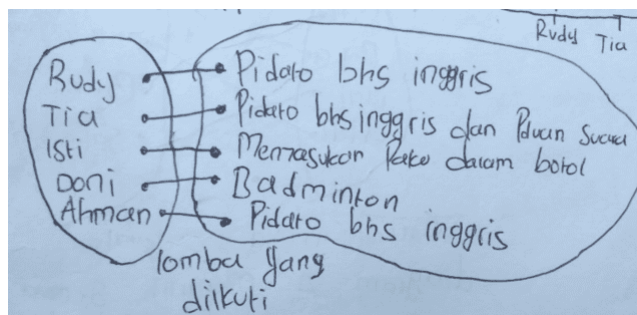 Rudy Tia
Rudy Pidato bhs inggris
Tia Pidato bhs inggris dan Pduan Suara
Isti Memasukan Paku dalam botol
Doni Badminton
Ahman Pidato bhs inggris
lomba yang
diikuti